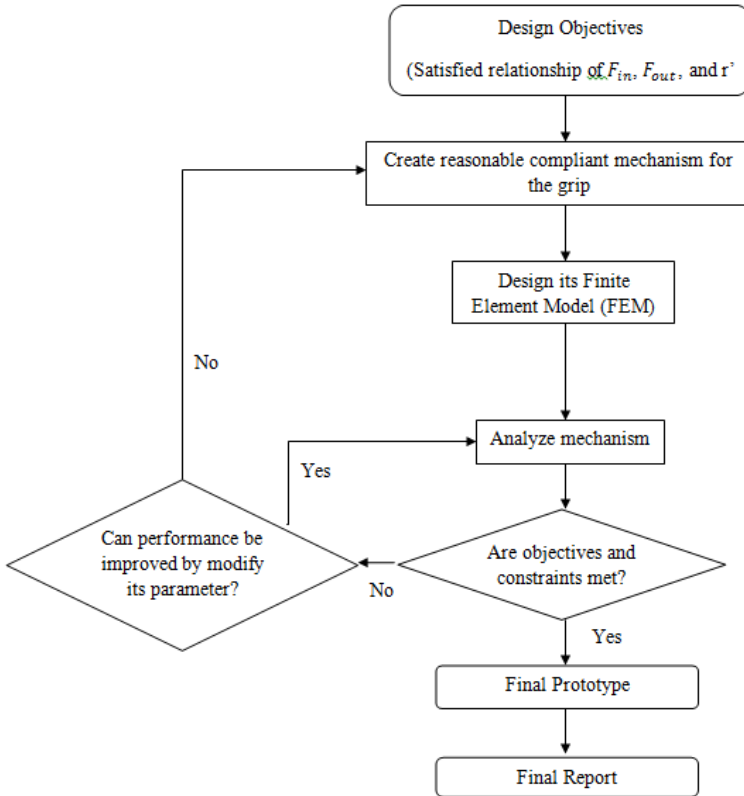 Design Objectives
(Satisfied relationship of F_in, F_out, and r'
Create reasonable compliant mechanism for
the grip
Design its Finite
Element Model (FEM)
No
Analyze mechanism
Yes
Can performance be
improved by modify
its parameter?
Are objectives and
constraints met?
No
Yes
Final Prototype
Final Report